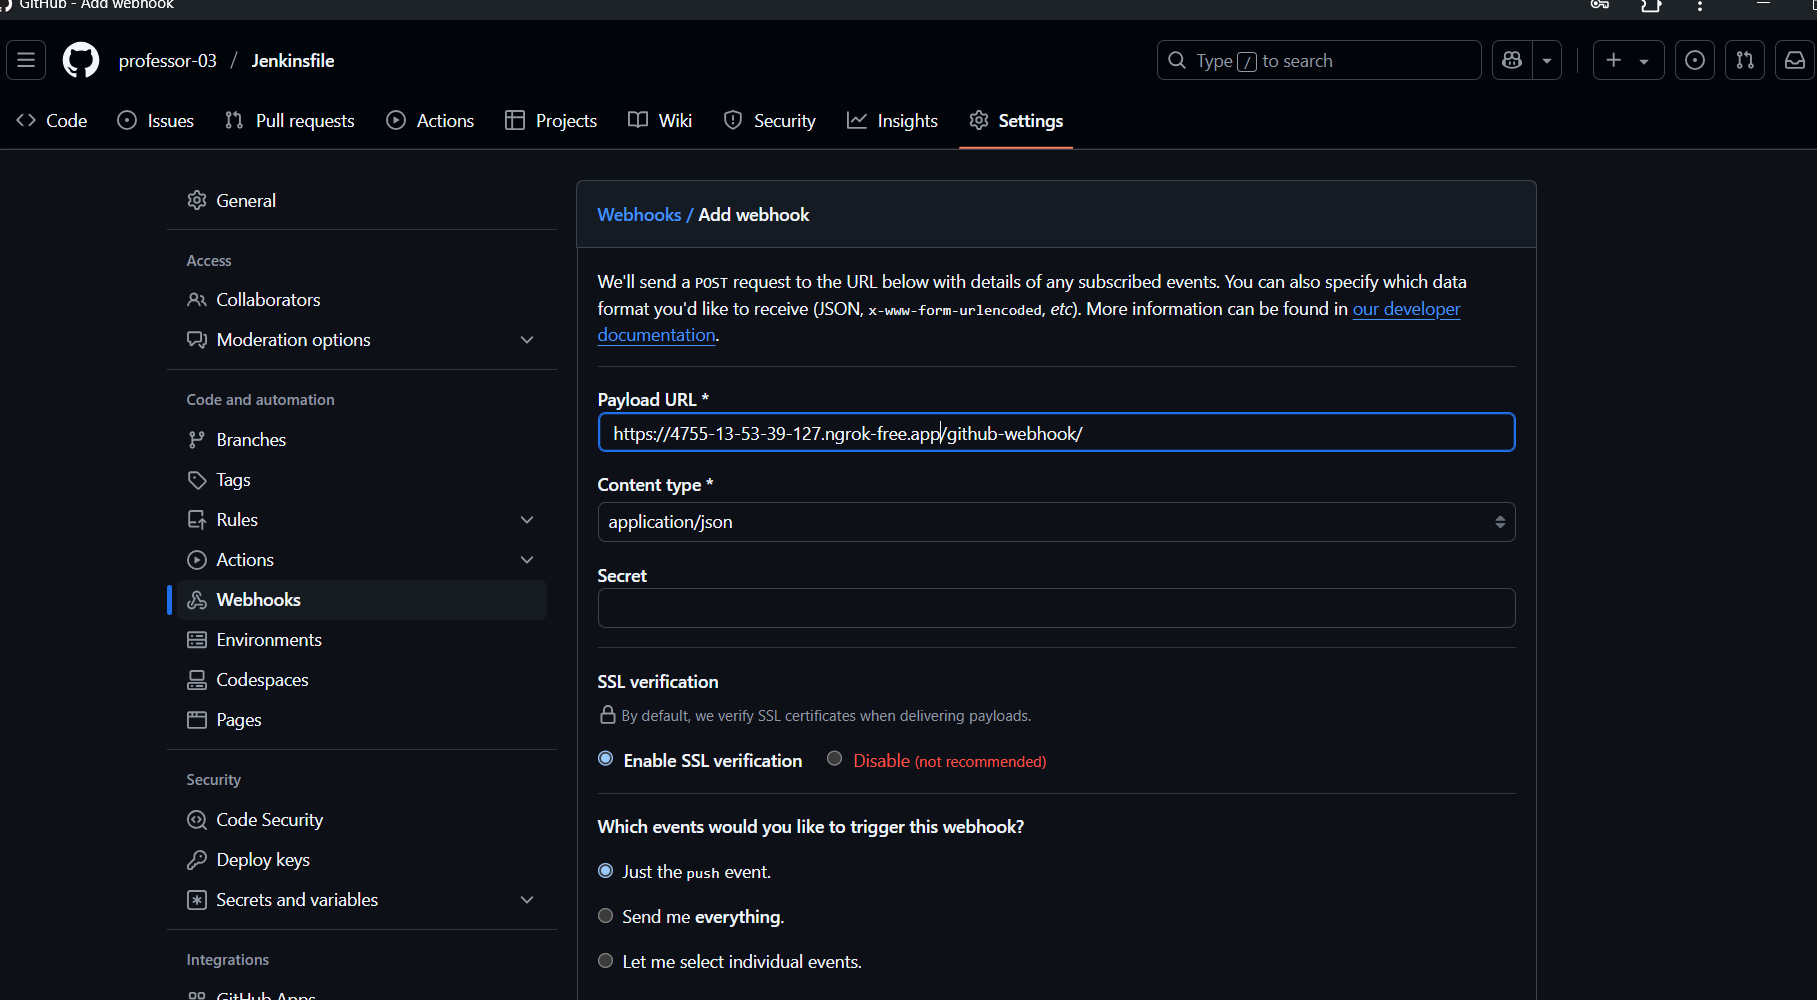 GitHub - Add webhook
professor-03 / Jenkinsfile
Type / to search
Code Issues Pull requests Actions Projects Wiki Security Insights Settings
General
Access
Collaborators
Moderation options
Code and automation
Branches
Tags
Rules
Actions
Webhooks
Environments
Codespaces
Pages
Security
Code Security
Deploy keys
Secrets and variables
Integrations
GitHub Apps
Webhooks / Add webhook
We'll send a POST request to the URL below with details of any subscribed events. You can also specify which data
format you'd like to receive (JSON, x-www-form-urlencoded, etc). More information can be found in our developer
documentation.
Payload URL *
https://4755-13-53-39-127.ngrok-free.app/github-webhook/
Content type *
application/json
Secret
SSL verification
By default, we verify SSL certificates when delivering payloads.
Enable SSL verification Disable (not recommended)
Which events would you like to trigger this webhook?
Just the push event.
Send me everything.
Let me select individual events.